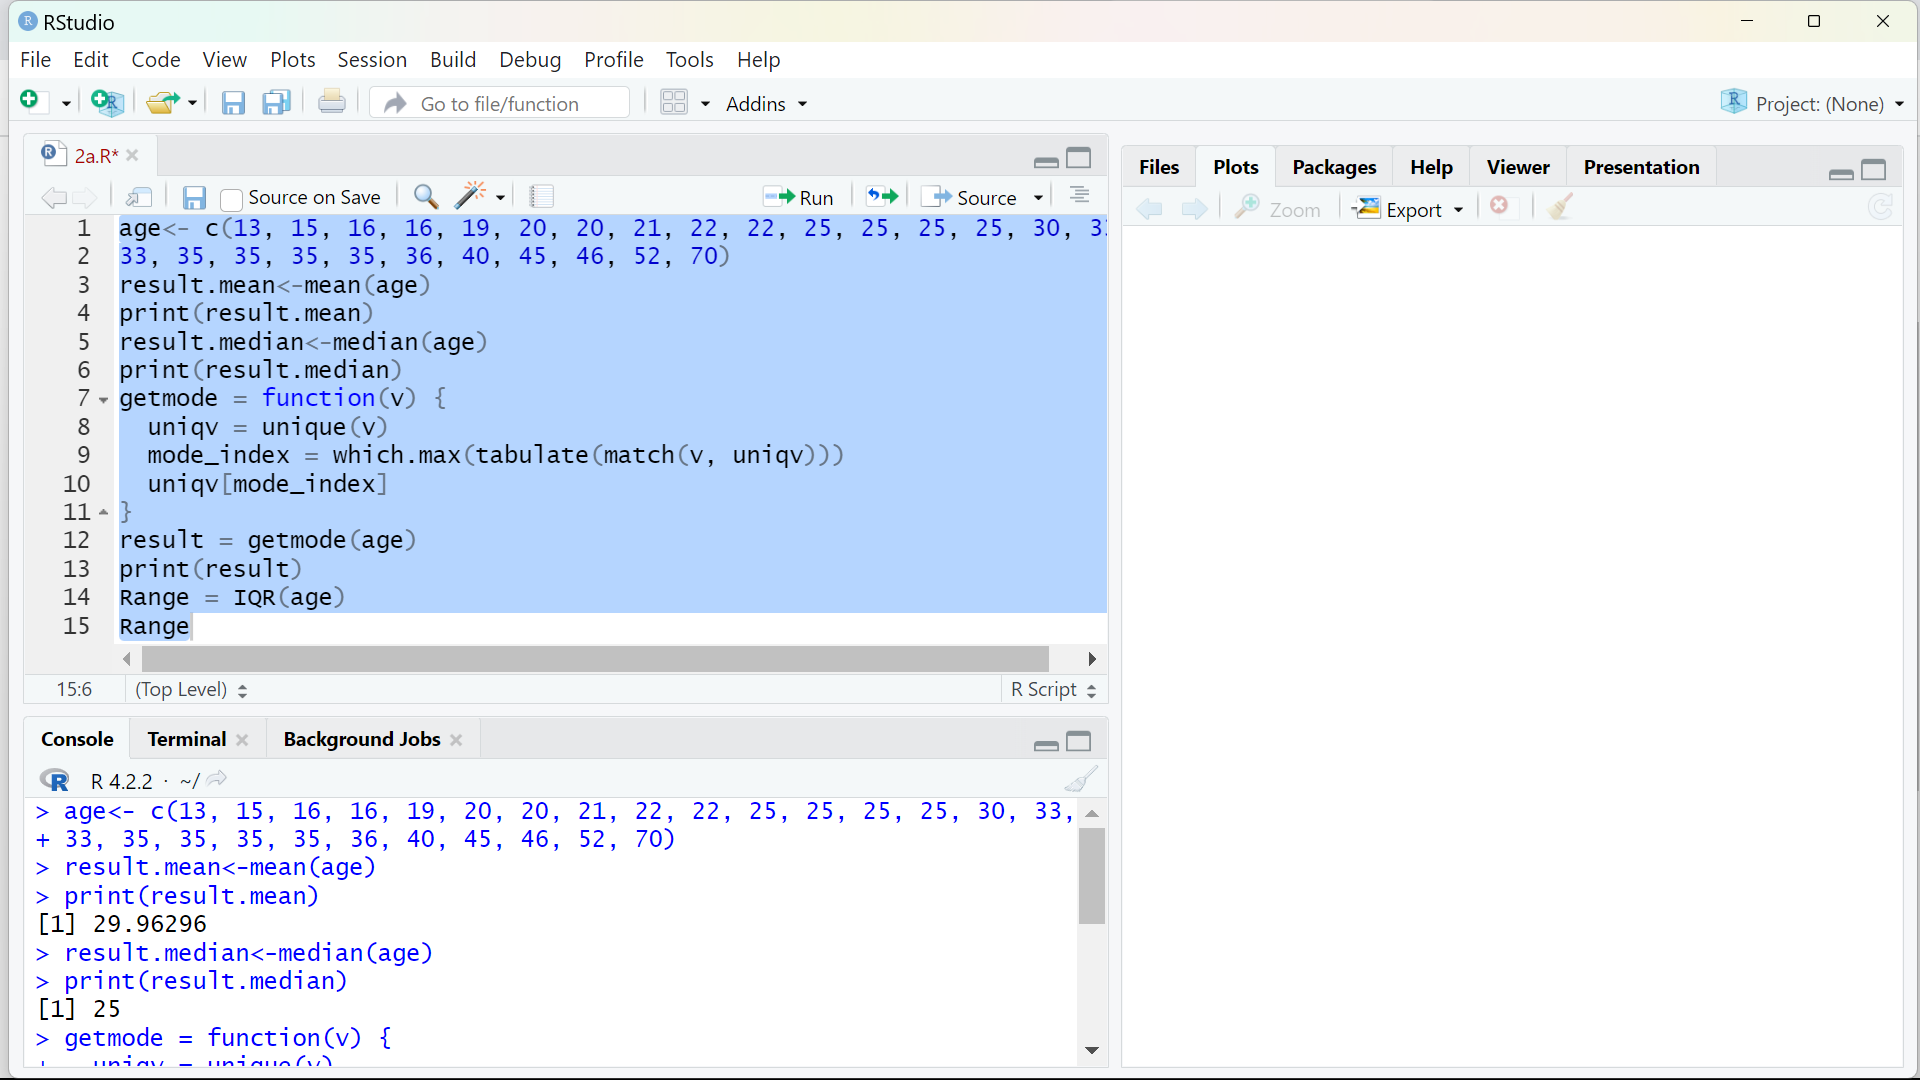 RStudio
File Edit Code View Plots Session Build Debug Profile Tools Help
Go to file/function Addins Project: (None)
2a.R*
Source on Save Run Source
1 age<- c(13, 15, 16, 16, 19, 20, 20, 21, 22, 22, 25, 25, 25, 25, 30,
2 33, 35, 35, 35, 35, 36, 40, 45, 46, 52, 70)
3 result.mean<-mean(age)
4 print(result.mean)
5 result.median<-median(age)
6 print(result.median)
7 getmode = function(v) {
8 uniqv = unique(v)
9 mode_index = which.max(tabulate(match(v, uniqv)))
10 uniqv[mode_index]
11 }
12 result = getmode(age)
13 print(result)
14 Range = IQR(age)
15 Range
15:6 (Top Level) R Script
Console Terminal Background Jobs
R 4.2.2 · ~/
> age<- c(13, 15, 16, 16, 19, 20, 20, 21, 22, 22, 25, 25, 25, 25, 30, 33,
+ 33, 35, 35, 35, 35, 36, 40, 45, 46, 52, 70)
> result.mean<-mean(age)
> print(result.mean)
[1] 29.96296
> result.median<-median(age)
> print(result.median)
[1] 25
> getmode = function(v) {
+ uniqv = unique(v)
Files Plots Packages Help Viewer Presentation
Zoom Export